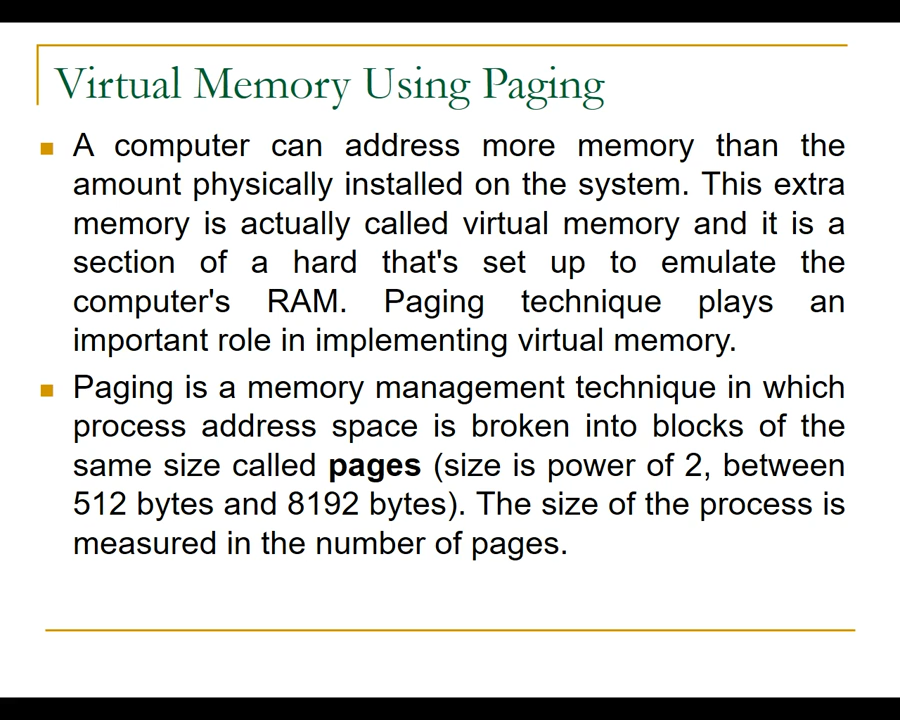 Virtual Memory Using Paging
A computer can address more memory than the
amount physically installed on the system. This extra
memory is actually called virtual memory and it is a
section of a hard that's set up to emulate the
computer's RAM. Paging technique plays an
important role in implementing virtual memory.
Paging is a memory management technique in which
process address space is broken into blocks of the
same size called pages (size is power of 2, between
512 bytes and 8192 bytes). The size of the process is
measured in the number of pages.